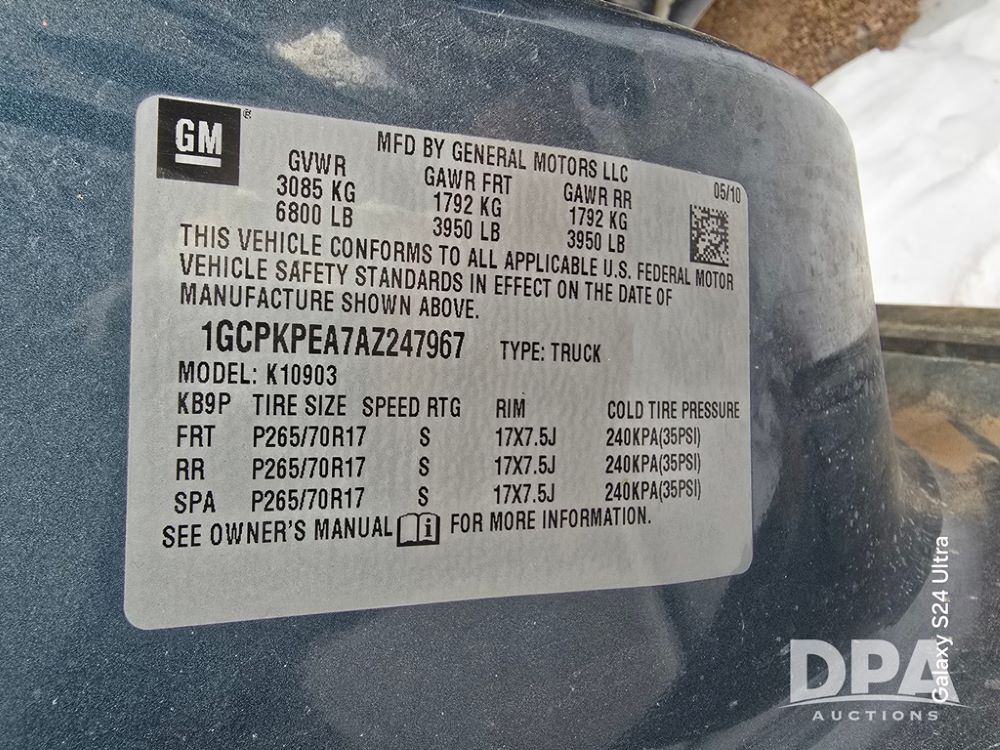 GM®
MFD BY GENERAL MOTORS LLC
GVWR GAWR FRT GAWR RR 05/10
3085 KG 1792 KG 1792 KG
6800 LB 3950 LB 3950 LB
THIS VEHICLE CONFORMS TO ALL APPLICABLE U.S. FEDERAL MOTOR
VEHICLE SAFETY STANDARDS IN EFFECT ON THE DATE OF
MANUFACTURE SHOWN ABOVE.
1GCPKPEA7AZ247967 TYPE: TRUCK
MODEL: K10903
KB9P TIRE SIZE SPEED RTG RIM COLD TIRE PRESSURE
FRT P265/70R17 S 17X7.5J 240KPA(35PSI)
RR P265/70R17 S 17X7.5J 240KPA(35PSI)
SPA P265/70R17 S 17X7.5J 240KPA(35PSI)
SEE OWNER'S MANUAL i FOR MORE INFORMATION.
Galaxy S24 Ultra
DPA
AUCTIONS